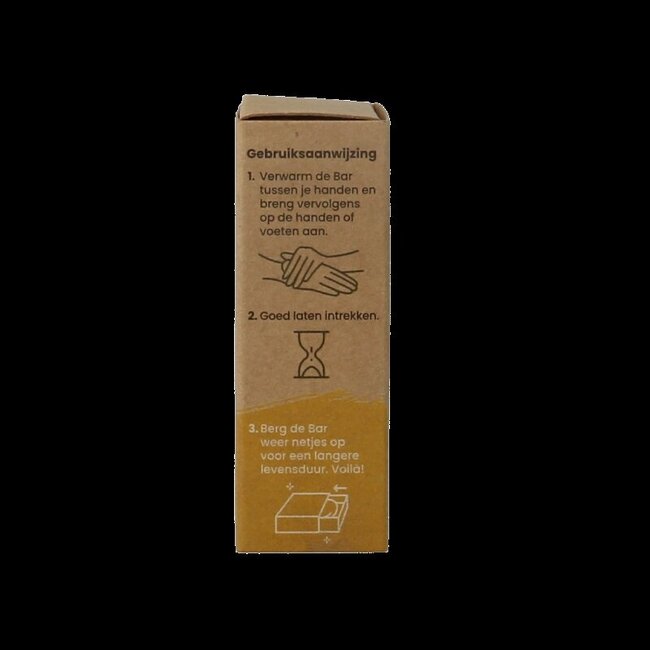 Gebruiksaanwijzing
1. Verwarm de Bar
tussen je handen en
breng vervolgens
op de handen of
voeten aan.
2. Goed laten intrekken.
3. Berg de Bar
weer netjes op
voor een langere
levensduur. Voilà!